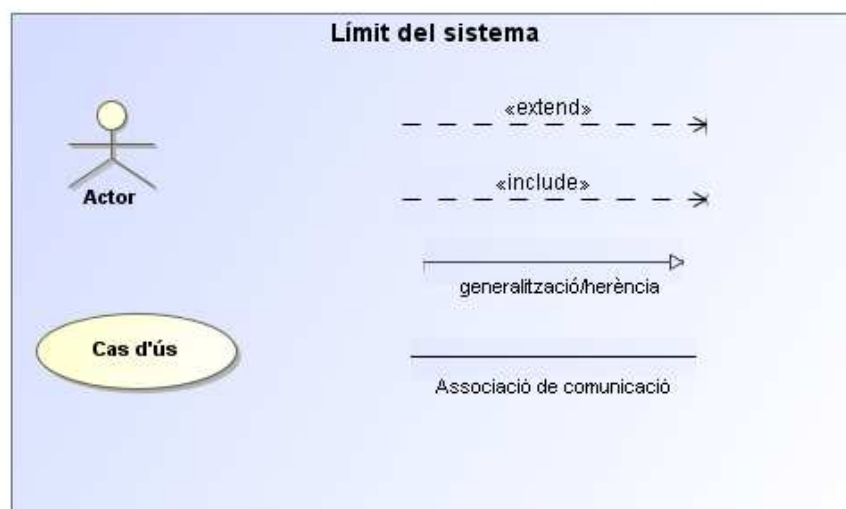 Límit del sistema
«extend»
«include»
Actor
generalització/herència
Cas d'ús
Associació de comunicació